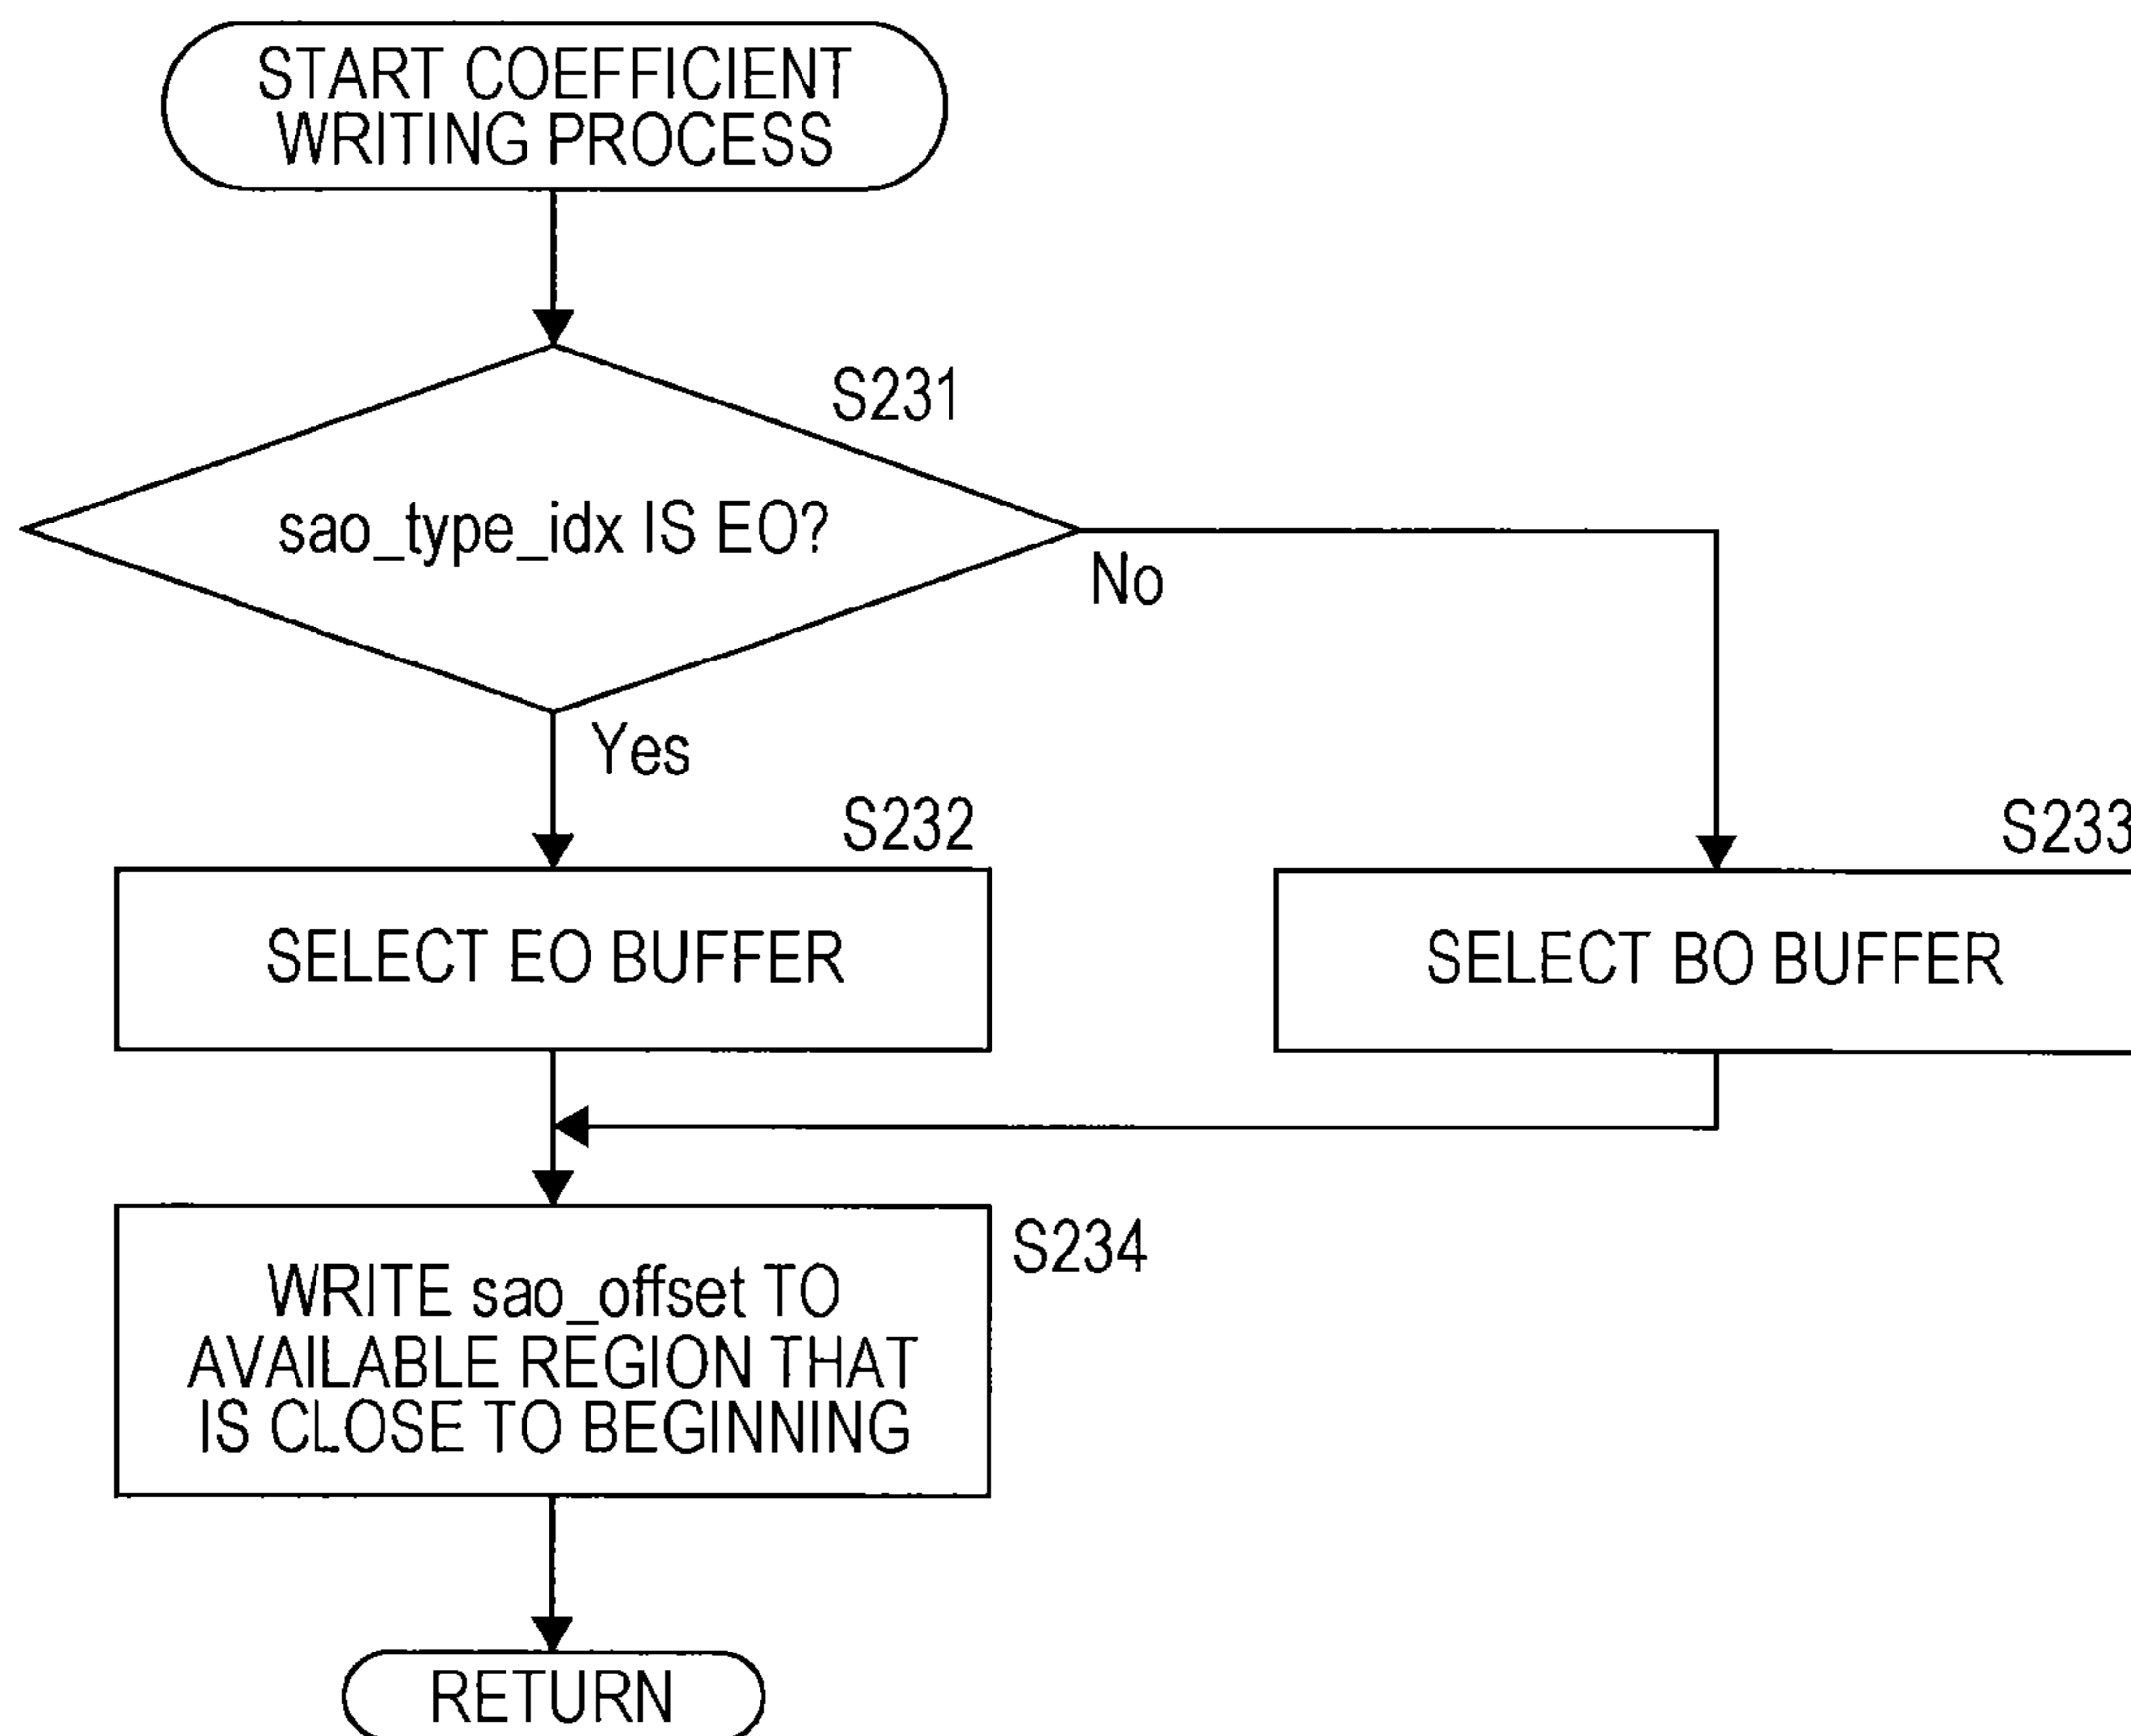 START COEFFICIENT
WRITING PROCESS
S231
sao_type_idx IS EO?
No
Yes
S232
S233
SELECT EO BUFFER
SELECT BO BUFFER
S234
WRITE sao_offset TO
AVAILABLE REGION THAT
IS CLOSE TO BEGINNING
RETURN